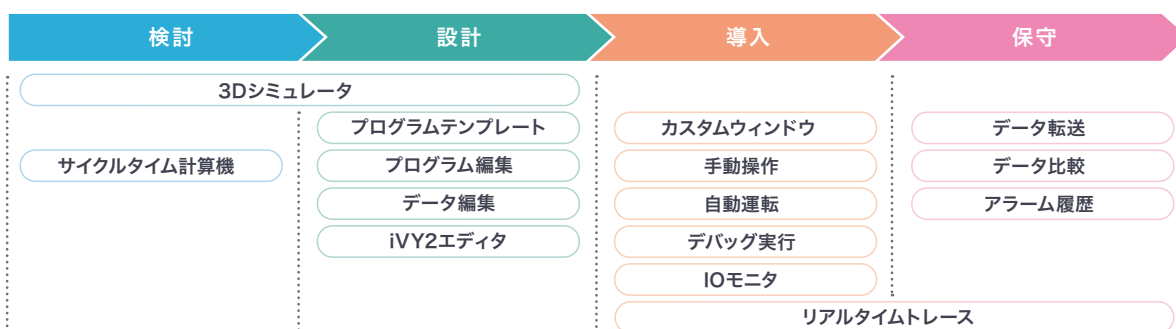 検討
設計
導入
保守
3Dシミュレータ
プログラムテンプレート
カスタムウィンドウ
データ転送
サイクルタイム計算機
プログラム編集
手動操作
データ比較
データ編集
自動運転
アラーム履歴
iVY2エディタ
デバッグ実行
IOモニタ
リアルタイムトレース